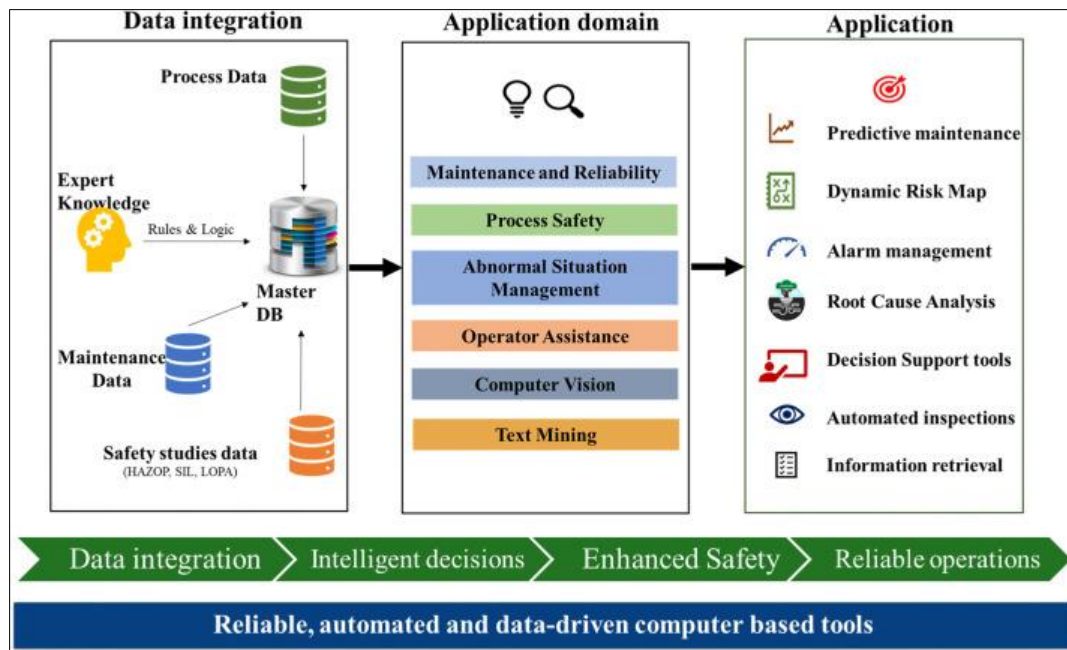 Data integration
Process Data
Expert
Knowledge
Rules & Logic
Master
DB
Maintenance
Data
Safety studies data
(HAZOP, SIL, LOPA)
Application domain
Maintenance and Reliability
Process Safety
Abnormal Situation
Management
Operator Assistance
Computer Vision
Text Mining
Application
Predictive maintenance
Dynamic Risk Map
Alarm management
Root Cause Analysis
Decision Support tools
Automated inspections
Information retrieval
Data integration
Intelligent decisions
Enhanced Safety
Reliable operations
Reliable, automated and data-driven computer based tools